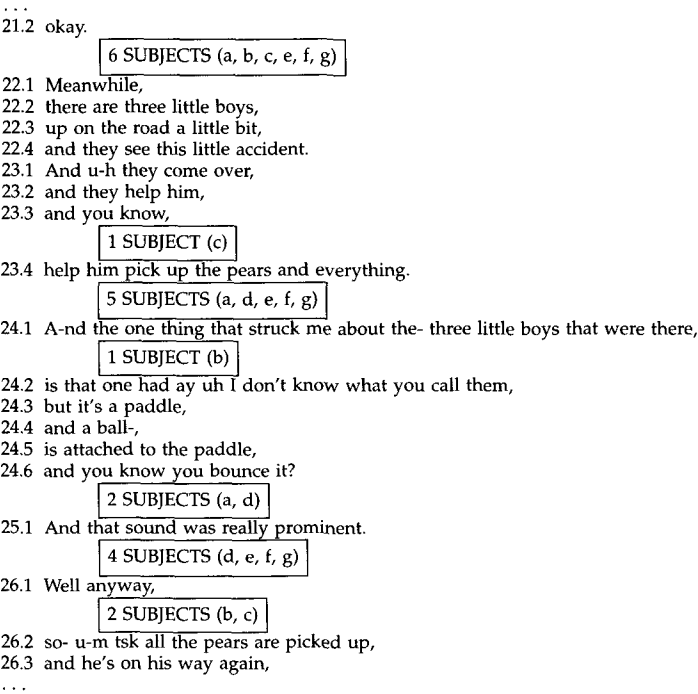 . . .
21.2 okay.
6 SUBJECTS (a, b, c, e, f, g)
22.1 Meanwhile,
22.2 there are three little boys,
22.3 up on the road a little bit,
22.4 and they see this little accident.
23.1 And u-h they come over,
23.2 and they help him,
23.3 and you know,
1 SUBJECT (c)
23.4 help him pick up the pears and everything.
5 SUBJECTS (a, d, e, f, g)
24.1 A-nd the one thing that struck me about the- three little boys that were there,
1 SUBJECT (b)
24.2 is that one had ay uh I don't know what you call them,
24.3 but it's a paddle,
24.4 and a ball-,
24.5 is attached to the paddle,
24.6 and you know you bounce it?
2 SUBJECTS (a, d)
25.1 And that sound was really prominent.
4 SUBJECTS (d, e, f, g)
26.1 Well anyway,
2 SUBJECTS (b, c)
26.2 so- u-m tsk all the pears are picked up,
26.3 and he's on his way again,
. . .